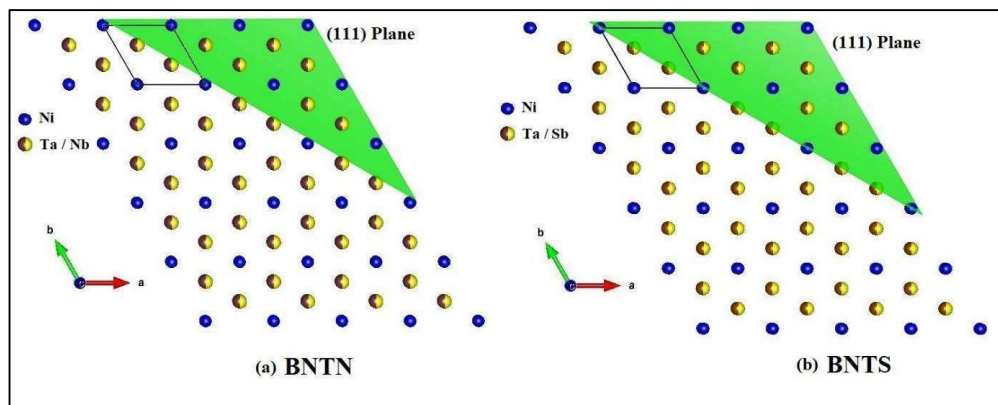 (111) Plane
Ni
Ta / Nb
b
a
(a) BNTN
(111) Plane
Ni
Ta / Sb
b
a
(b) BNTS